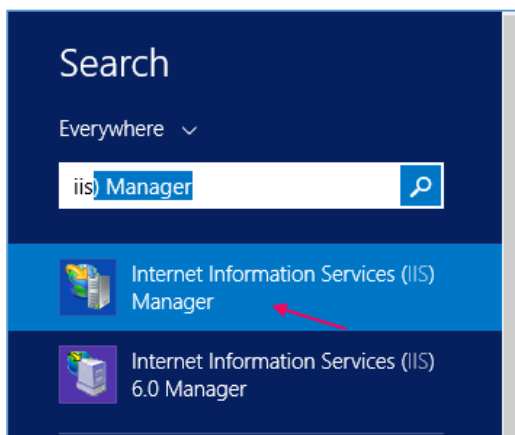 Search
Everywhere
iis) Manager
Internet Information Services (IIS)
Manager
Internet Information Services (IIS)
6.0 Manager